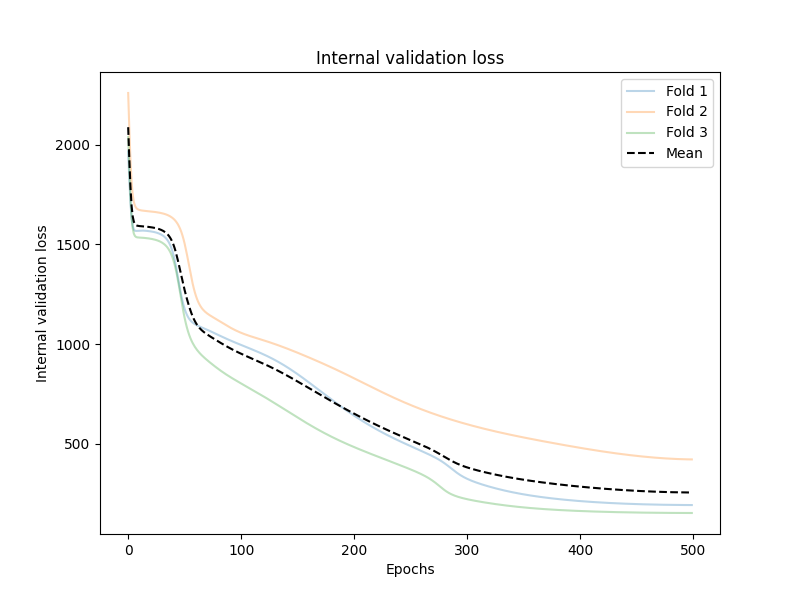 Internal validation loss
Fold 1
Fold 2
Fold 3
Mean
Internal validation loss
2000
1500
1000
500
0
100
200
300
400
500
Epochs